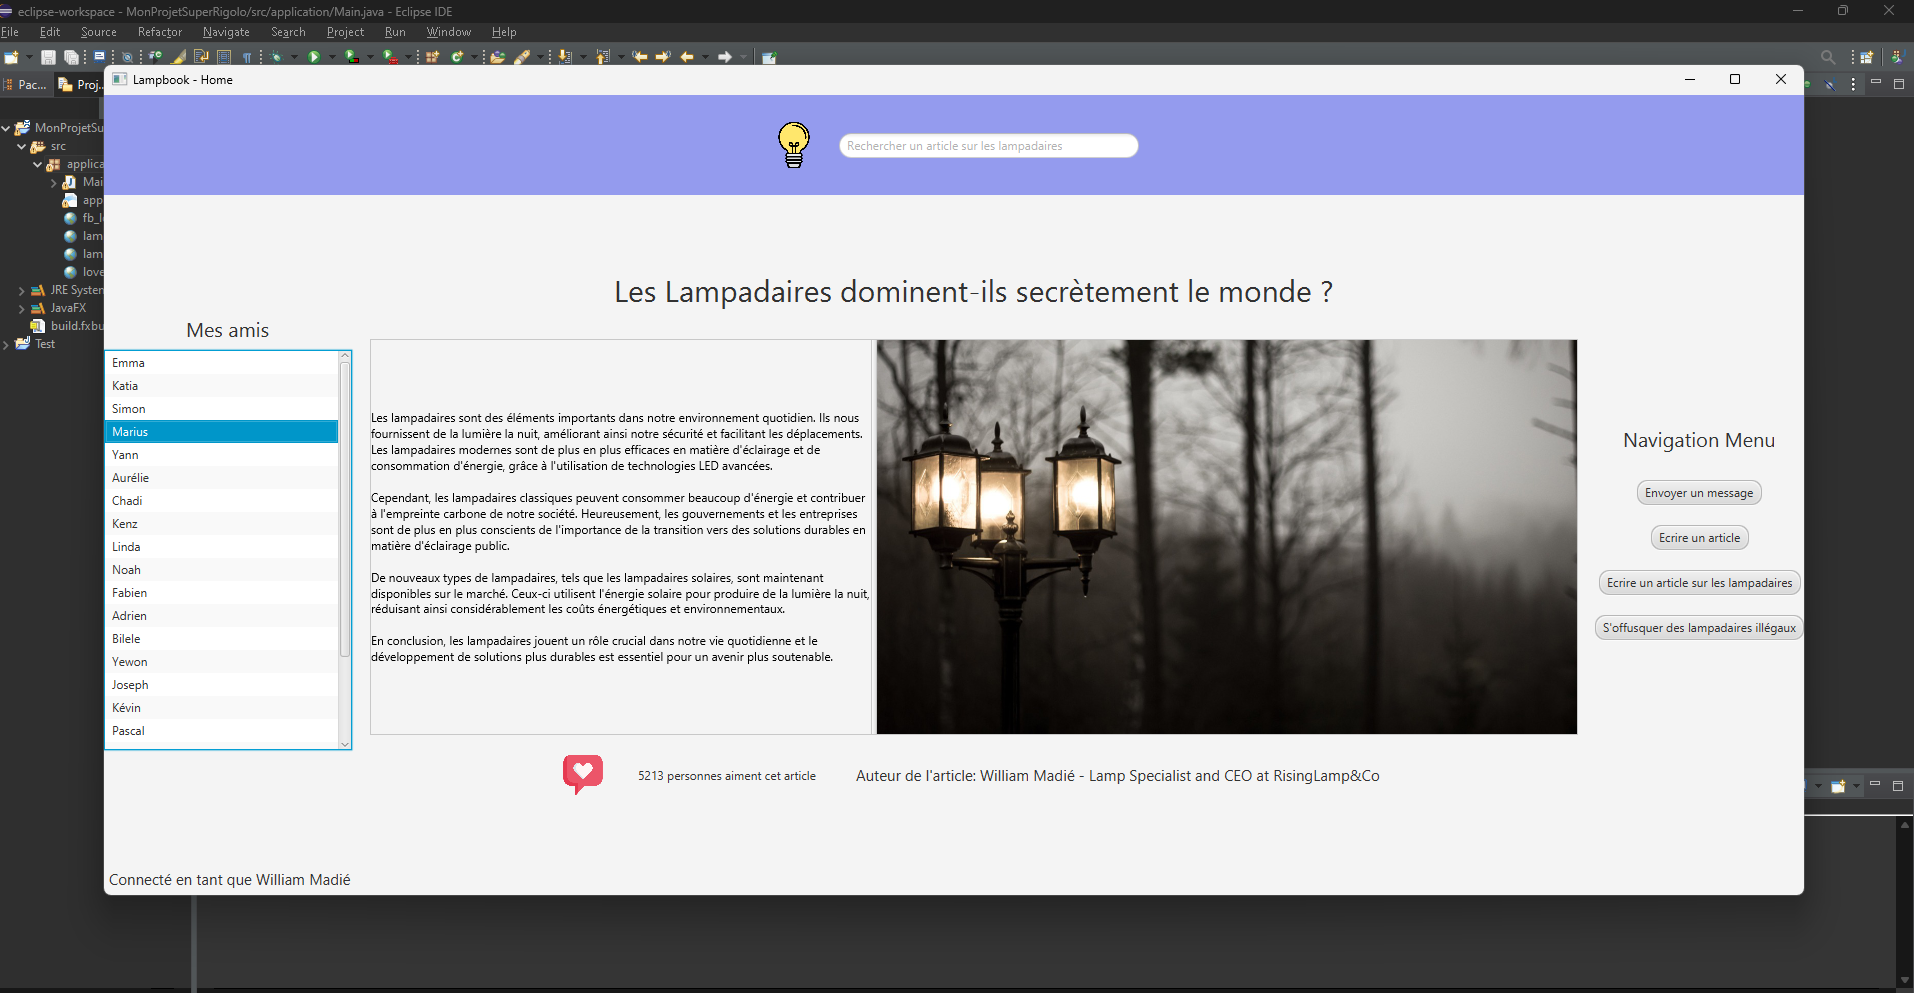 eclipse-workspace - MonProjetSuperRigolo/src/application/Main.java - Eclipse IDE
File Edit Source Refactor Navigate Search Project Run Window Help
Pac... Proj...
Lampbook - Home
Rechercher un article sur les lampadaires
MonProjetSu
src
applica
Mai
app
fb_l
lam
lam
love
JRE System
JavaFX
build.fxbu
Test
Les Lampadaires dominent-ils secrètement le monde ?
Mes amis
Emma
Katia
Simon
Marius
Yann
Aurélie
Chadi
Kenz
Linda
Noah
Fabien
Adrien
Bilele
Yewon
Joseph
Kévin
Pascal
Les lampadaires sont des éléments importants dans notre environnement quotidien. Ils nous
fournissent de la lumière la nuit, améliorant ainsi notre sécurité et facilitant les déplacements.
Les lampadaires modernes sont de plus en plus efficaces en matière d'éclairage et de
consommation d'énergie, grâce à l'utilisation de technologies LED avancées.
Cependant, les lampadaires classiques peuvent consommer beaucoup d'énergie et contribuer
à l'empreinte carbone de notre société. Heureusement, les gouvernements et les entreprises
sont de plus en plus conscients de l'importance de la transition vers des solutions durables en
matière d'éclairage public.
De nouveaux types de lampadaires, tels que les lampadaires solaires, sont maintenant
disponibles sur le marché. Ceux-ci utilisent l'énergie solaire pour produire de la lumière la nuit,
réduisant ainsi considérablement les coûts énergétiques et environnementaux.
En conclusion, les lampadaires jouent un rôle crucial dans notre vie quotidienne et le
développement de solutions plus durables est essentiel pour un avenir plus soutenable.
Navigation Menu
Envoyer un message
Ecrire un article
Ecrire un article sur les lampadaires
S'offusquer des lampadaires illégaux
5213 personnes aiment cet article
Auteur de l'article: William Madié - Lamp Specialist and CEO at RisingLamp&Co
Connecté en tant que William Madié